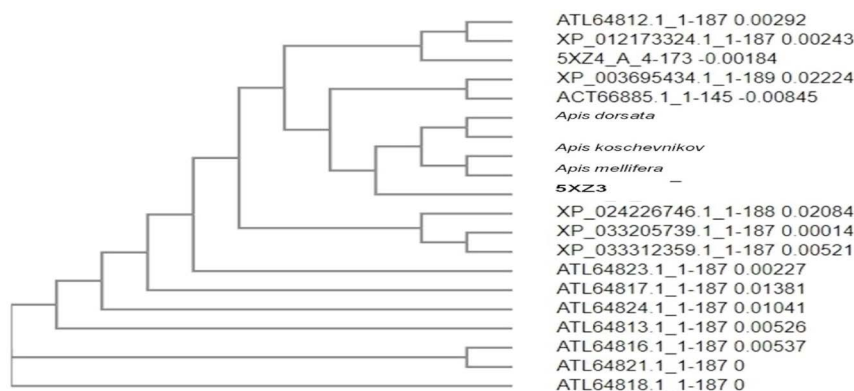 ATL64812.1_1-187 0.00292
XP_012173324.1_1-187 0.00243
5XZ4_A_4-173 -0.00184
XP_003695434.1_1-189 0.02224
ACT66885.1_1-145 -0.00845
Apis dorsata
Apis koschevnikov
Apis mellifera
5XZ3
XP_024226746.1_1-188 0.02084
XP_033205739.1_1-187 0.00014
XP_033312359.1_1-187 0.00521
ATL64823.1_1-187 0.00227
ATL64817.1_1-187 0.01381
ATL64824.1_1-187 0.01041
ATL64813.1_1-187 0.00526
ATL64816.1_1-187 0.00537
ATL64821.1_1-187 0
ATL64818.1_1-187 0